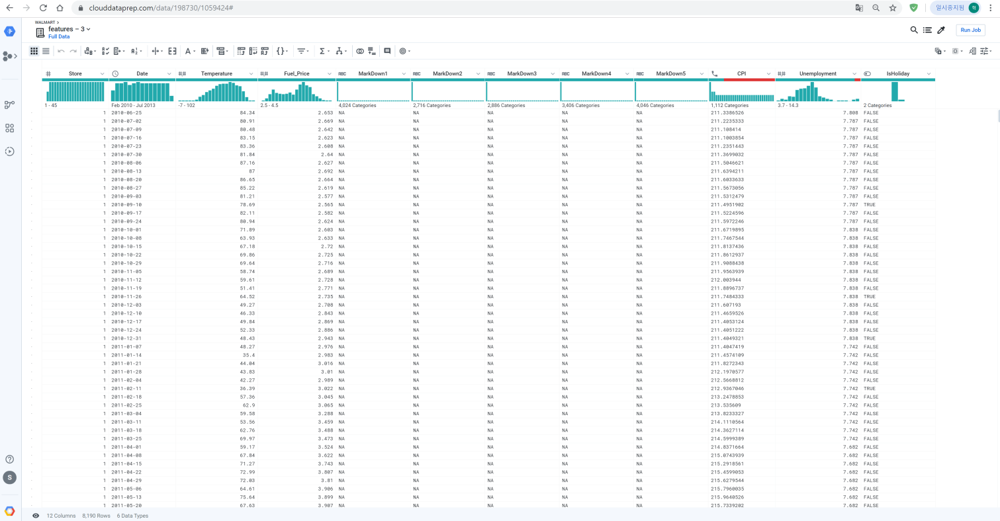 clouddataprep.com/data/198730/1059424#
일시중지됨 학
WALMART >
features – 3
Full Data
Run Job
# Store Date ## Temperature ## Fuel_Price ABC MarkDown1 ABC MarkDown2 ABC MarkDown3 ABC MarkDown4 ABC MarkDown5 CPI ## Unemployment IsHoliday
1 - 45 Feb 2010 - Jul 2013 -7 - 102 2.5 - 4.5 4,024 Categories 2,716 Categories 2,886 Categories 3,406 Categories 4,046 Categories 1,112 Categories 3.7 - 14.3 2 Categories
1 2010-06-25 84.34 2.653 NA NA NA NA NA 211.3386526 7.808 FALSE
1 2010-07-02 80.91 2.669 NA NA NA NA NA 211.2235333 7.787 FALSE
1 2010-07-09 80.48 2.642 NA NA NA NA NA 211.108414 7.787 FALSE
1 2010-07-16 83.15 2.623 NA NA NA NA NA 211.1003854 7.787 FALSE
1 2010-07-23 83.36 2.608 NA NA NA NA NA 211.2351443 7.787 FALSE
1 2010-07-30 81.84 2.64 NA NA NA NA NA 211.3699032 7.787 FALSE
1 2010-08-06 87.16 2.627 NA NA NA NA NA 211.5046621 7.787 FALSE
1 2010-08-13 87 2.692 NA NA NA NA NA 211.6394211 7.787 FALSE
1 2010-08-20 86.65 2.664 NA NA NA NA NA 211.6033633 7.787 FALSE
1 2010-08-27 85.22 2.619 NA NA NA NA NA 211.5673056 7.787 FALSE
1 2010-09-03 81.21 2.577 NA NA NA NA NA 211.5312479 7.787 FALSE
1 2010-09-10 78.69 2.565 NA NA NA NA NA 211.4951902 7.787 TRUE
1 2010-09-17 82.11 2.582 NA NA NA NA NA 211.5224596 7.787 FALSE
1 2010-09-24 80.94 2.624 NA NA NA NA NA 211.5972246 7.787 FALSE
1 2010-10-01 71.89 2.603 NA NA NA NA NA 211.6719895 7.838 FALSE
1 2010-10-08 63.93 2.633 NA NA NA NA NA 211.7467544 7.838 FALSE
1 2010-10-15 67.18 2.72 NA NA NA NA NA 211.8137436 7.838 FALSE
1 2010-10-22 69.86 2.725 NA NA NA NA NA 211.8612937 7.838 FALSE
1 2010-10-29 69.64 2.716 NA NA NA NA NA 211.9088438 7.838 FALSE
1 2010-11-05 58.74 2.689 NA NA NA NA NA 211.9563939 7.838 FALSE
1 2010-11-12 59.61 2.728 NA NA NA NA NA 212.003944 7.838 FALSE
1 2010-11-19 51.41 2.771 NA NA NA NA NA 211.8896737 7.838 FALSE
1 2010-11-26 64.52 2.735 NA NA NA NA NA 211.7484333 7.838 TRUE
1 2010-12-03 49.27 2.708 NA NA NA NA NA 211.607193 7.838 FALSE
1 2010-12-10 46.33 2.843 NA NA NA NA NA 211.4659526 7.838 FALSE
1 2010-12-17 49.84 2.869 NA NA NA NA NA 211.4053124 7.838 FALSE
1 2010-12-24 52.33 2.886 NA NA NA NA NA 211.4051222 7.838 FALSE
1 2010-12-31 48.43 2.943 NA NA NA NA NA 211.4049321 7.838 TRUE
1 2011-01-07 48.27 2.976 NA NA NA NA NA 211.4047419 7.742 FALSE
1 2011-01-14 35.4 2.983 NA NA NA NA NA 211.4574109 7.742 FALSE
1 2011-01-21 44.04 3.016 NA NA NA NA NA 211.8272343 7.742 FALSE
1 2011-01-28 43.83 3.01 NA NA NA NA NA 212.1970577 7.742 FALSE
1 2011-02-04 42.27 2.989 NA NA NA NA NA 212.5668812 7.742 FALSE
1 2011-02-11 36.39 3.022 NA NA NA NA NA 212.9367046 7.742 TRUE
1 2011-02-18 57.36 3.045 NA NA NA NA NA 213.2478853 7.742 FALSE
1 2011-02-25 62.9 3.065 NA NA NA NA NA 213.535609 7.742 FALSE
1 2011-03-04 59.58 3.288 NA NA NA NA NA 213.8233327 7.742 FALSE
1 2011-03-11 53.56 3.459 NA NA NA NA NA 214.1110564 7.742 FALSE
1 2011-03-18 62.76 3.488 NA NA NA NA NA 214.3627114 7.742 FALSE
1 2011-03-25 69.97 3.473 NA NA NA NA NA 214.5999389 7.742 FALSE
1 2011-04-01 59.17 3.524 NA NA NA NA NA 214.8371664 7.682 FALSE
1 2011-04-08 67.84 3.622 NA NA NA NA NA 215.0743939 7.682 FALSE
1 2011-04-15 71.27 3.743 NA NA NA NA NA 215.2918561 7.682 FALSE
1 2011-04-22 72.99 3.807 NA NA NA NA NA 215.4599053 7.682 FALSE
1 2011-04-29 72.03 3.81 NA NA NA NA NA 215.6279544 7.682 FALSE
1 2011-05-06 64.61 3.906 NA NA NA NA NA 215.7960035 7.682 FALSE
1 2011-05-13 75.64 3.899 NA NA NA NA NA 215.9640526 7.682 FALSE
1 2011-05-20 67.63 3.907 NA NA NA NA NA 215.7339202 7.682 FALSE
S
12 Columns 8,190 Rows 6 Data Types